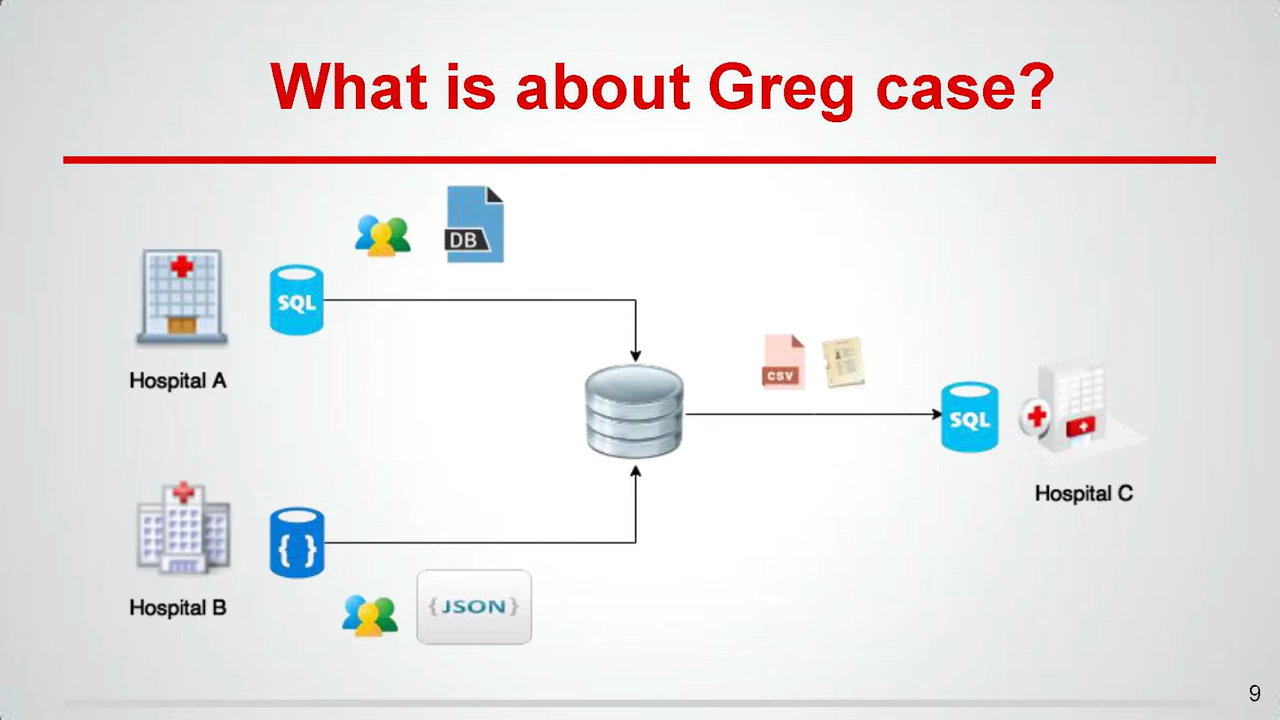 What is about Greg case?
DB
SQL
Hospital A
CSV
SQL
Hospital C
{ }
Hospital B
{JSON}
9